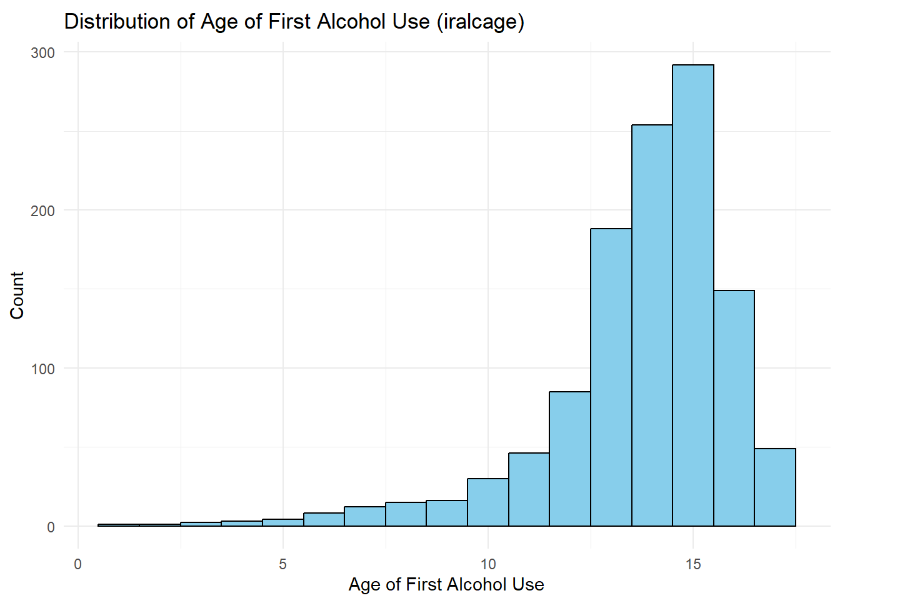 Distribution of Age of First Alcohol Use (iralcage)
300
200
100
0
Count
0 5 10 15
Age of First Alcohol Use